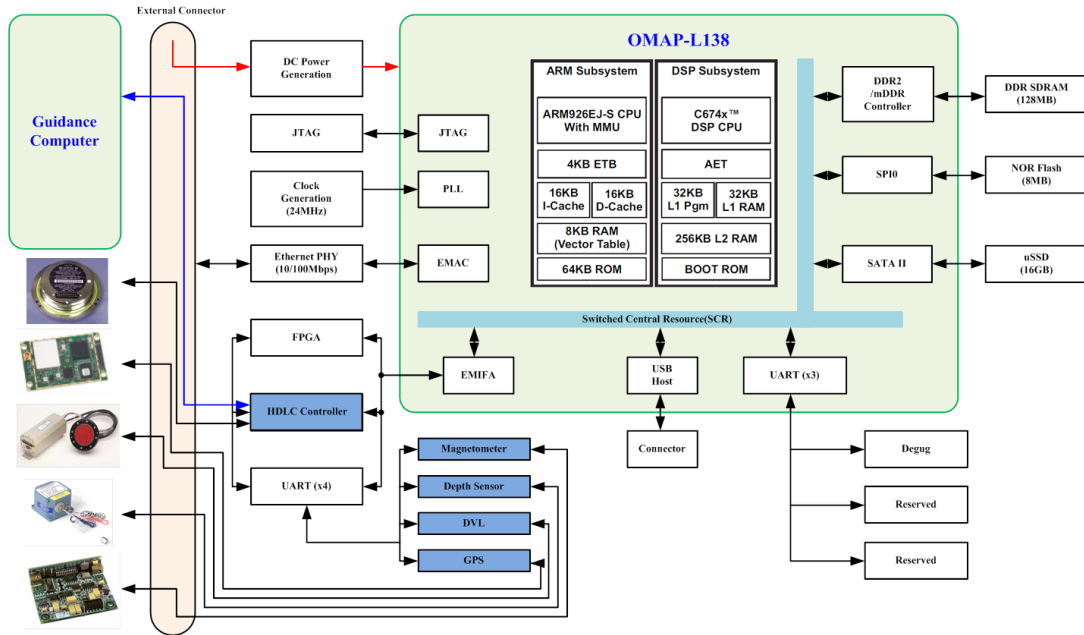 External Connector
Guidance
Computer
DC Power
Generation
JTAG
JTAG
Clock
Generation
(24MHz)
PLL
Ethernet PHY
(10/100Mbps)
EMAC
OMAP-L138
ARM Subsystem
ARM926EJ-S CPU
With MMU
4KB ETB
16KB
I-Cache
16KB
D-Cache
8KB RAM
(Vector Table)
64KB ROM
DSP Subsystem
C674x™
DSP CPU
AET
32KB
L1 Pgm
32KB
L1 RAM
256KB L2 RAM
BOOT ROM
DDR2
/mDDR
Controller
DDR SDRAM
(128MB)
SPI0
NOR Flash
(8MB)
SATA II
uSSD
(16GB)
Switched Central Resource(SCR)
FPGA
HDLC Controller
UART (x4)
EMIFA
USB
Host
UART (x3)
Connector
Magnetometer
Depth Sensor
DVL
GPS
Degug
Reserved
Reserved